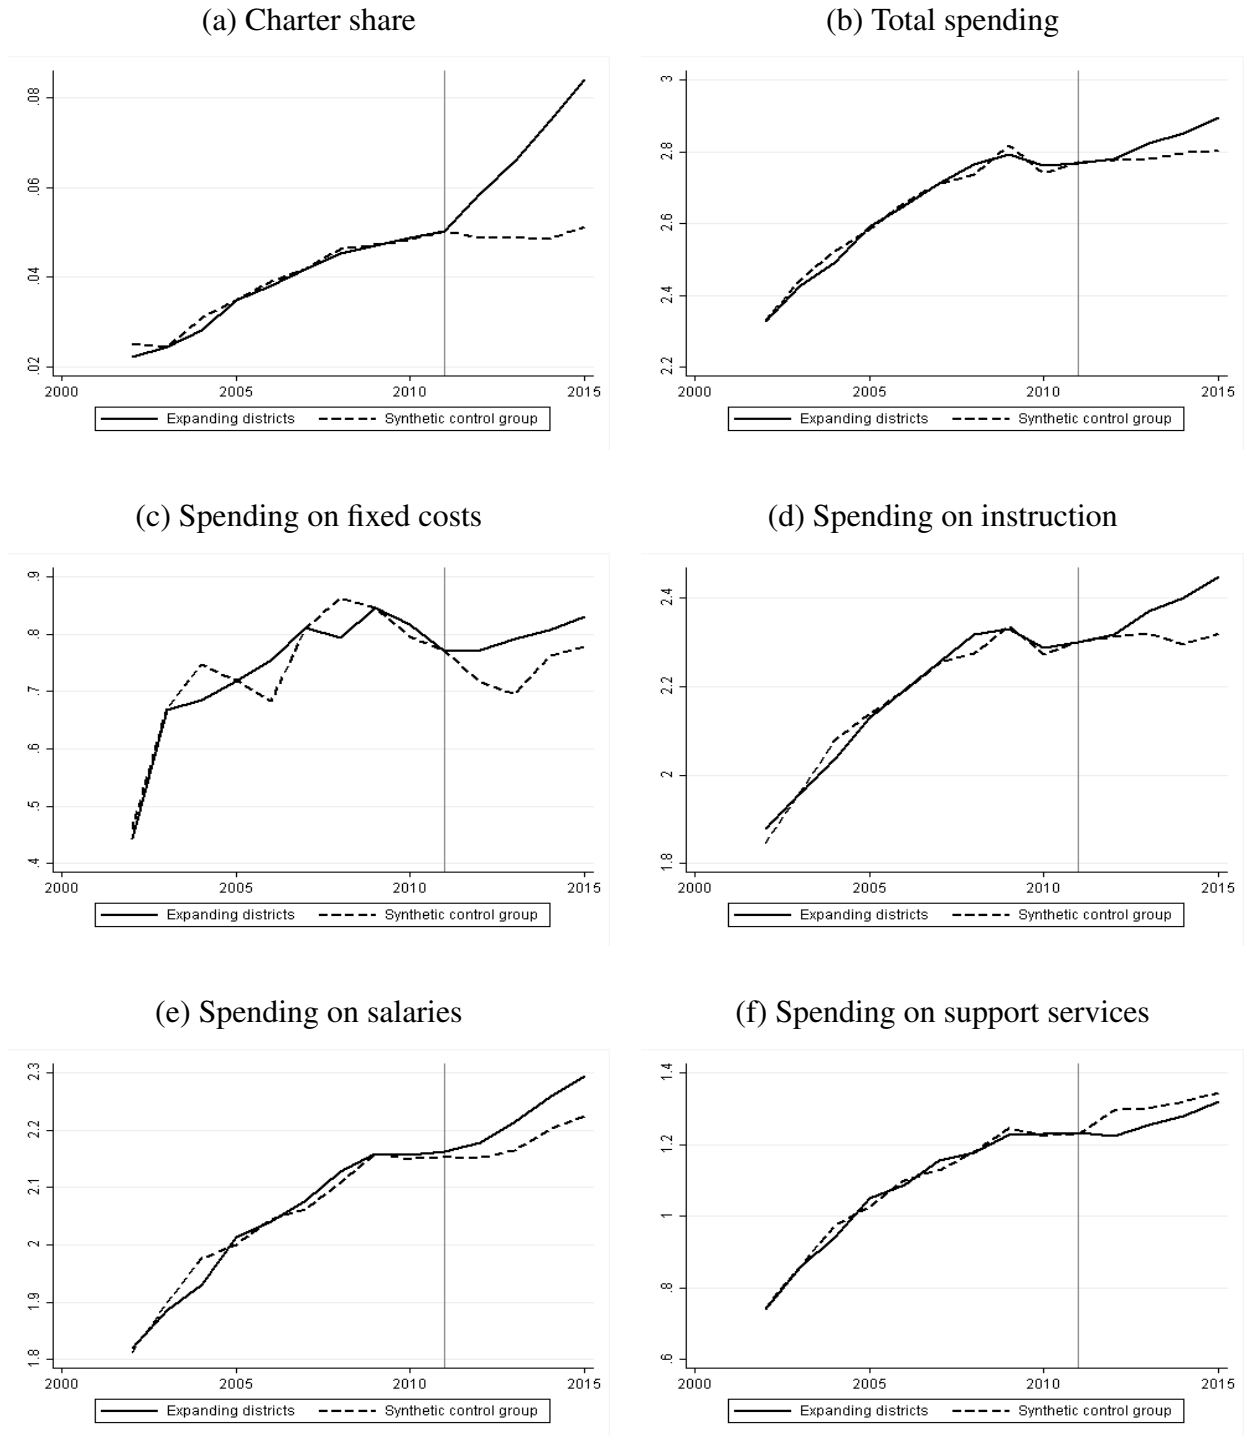 (a) Charter share
.08
.06
.04
.02
2000 2005 2010 2015
Expanding districts Synthetic control group
(b) Total spending
3
2.8
2.6
2.4
2.2
2000 2005 2010 2015
Expanding districts Synthetic control group
(c) Spending on fixed costs
.9
.8
.7
.6
.5
.4
2000 2005 2010 2015
Expanding districts Synthetic control group
(d) Spending on instruction
2.4
2.2
2
1.8
2000 2005 2010 2015
Expanding districts Synthetic control group
(e) Spending on salaries
2.3
2.2
2.1
2
1.9
1.8
2000 2005 2010 2015
Expanding districts Synthetic control group
(f) Spending on support services
1.4
1.2
1
.8
.6
2000 2005 2010 2015
Expanding districts Synthetic control group